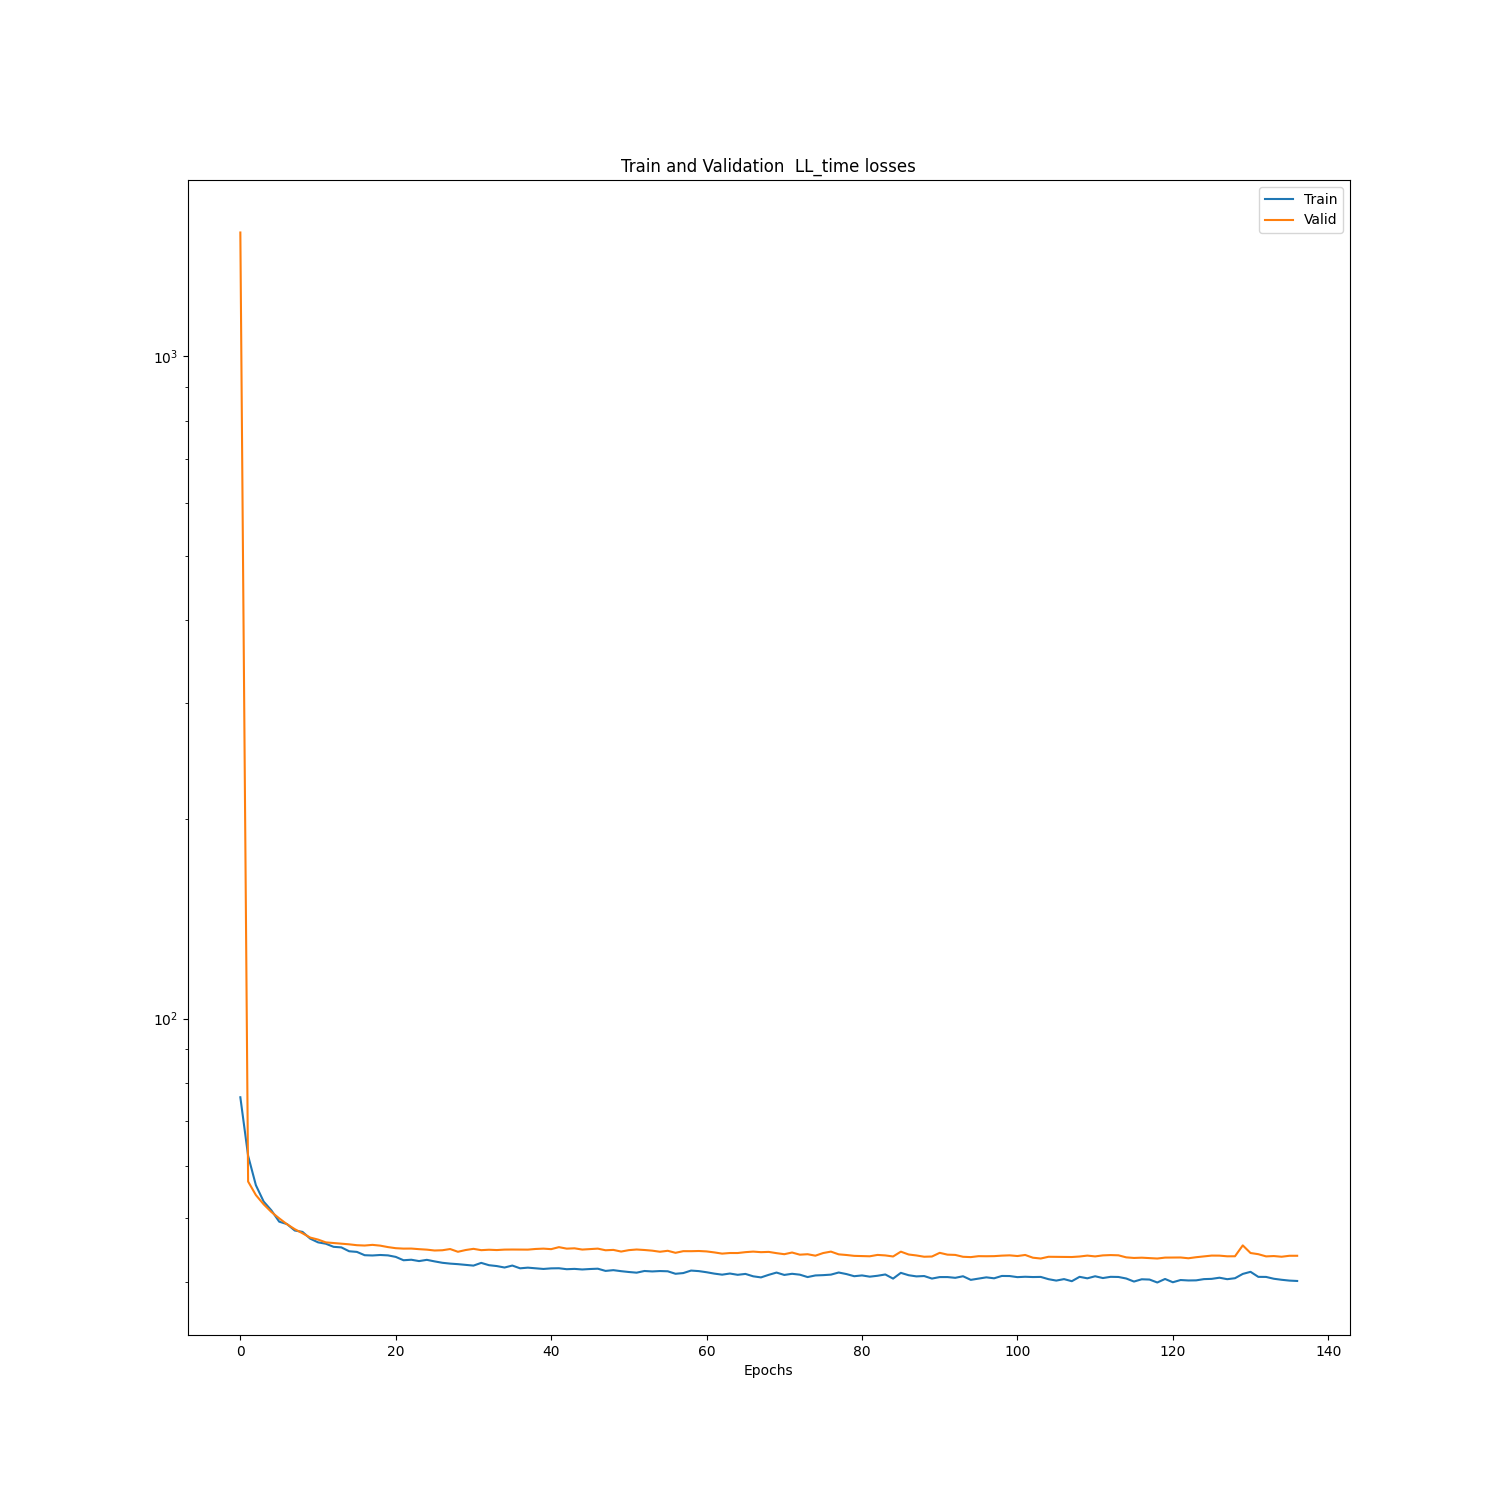 Train and Validation  LL_time losses
Train
Valid
10³
10²
0 20 40 60 80 100 120 140
Epochs